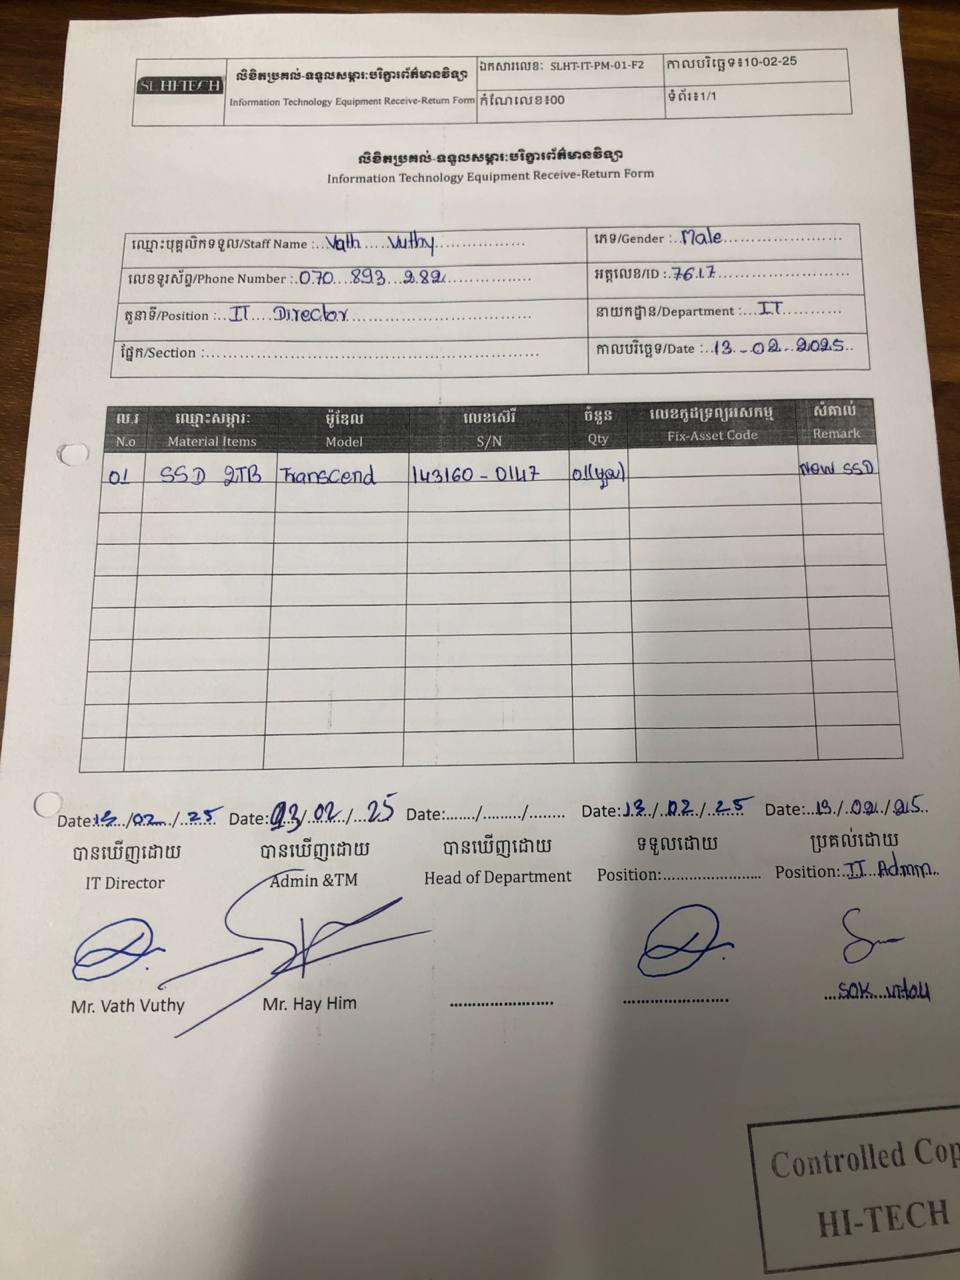 SL HI-TECH
លិខិតប្រគល់-ទទួលសម្ភារៈបរិក្ខារព័ត៌មានវិទ្យា
Information Technology Equipment Receive-Return Form
ឯកសារលេខៈ SLHT-IT-PM-01-F2
កាលបរិច្ឆេទ៖10-02-25
កំណែលេខ៖00
ទំព័រ៖1/1
លិខិតប្រគល់-ទទួលសម្ភារៈបរិក្ខារព័ត៌មានវិទ្យា
Information Technology Equipment Receive-Return Form
ឈ្មោះបុគ្គលិកទទួល/Staff Name :..Vath.....Vuthy................
ភេទ/Gender :..Male.....................
លេខទូរស័ព្ទ/Phone Number :.070...893...282...............
អត្តលេខ/ID :.7617....................
តួនាទី/Position :..IT....Director................................
នាយកដ្ឋាន/Department :...IT...........
ផ្នែក/Section :..........................................................
កាលបរិច្ឆេទ/Date :..13-02-2025..
ល.រ ឈ្មោះសម្ភារៈ ម៉ូឌែល លេខស៊េរី ចំនួន លេខកូដទ្រព្យអសកម្ម សំគាល់
N.o Material Items Model S/N Qty Fix-Asset Code Remark
01 SSD 2TB Transcend 143160-0147 01 New SSD
Date:13../02../..25 Date:03/02./...25 Date:....../........./........ Date:.13./.02../..25 Date:..13./.02./25..
បានឃើញដោយ បានឃើញដោយ បានឃើញដោយ ទទួលដោយ ប្រគល់ដោយ
IT Director Admin &TM Head of Department Position:........................ Position:.IT...Admin..
Mr. Vath Vuthy Mr. Hay Him ......................... ......................... ...SOK
Controlled Cop
HI-TECH